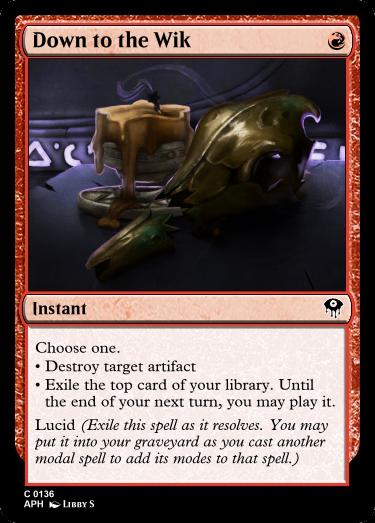 Down to the Wik
Instant
Choose one.
• Destroy target artifact
• Exile the top card of your library. Until
the end of your next turn, you may play it.
Lucid (Exile this spell as it resolves. You may
put it into your graveyard as you cast another
modal spell to add its modes to that spell.)
C 0136
APH Libby S